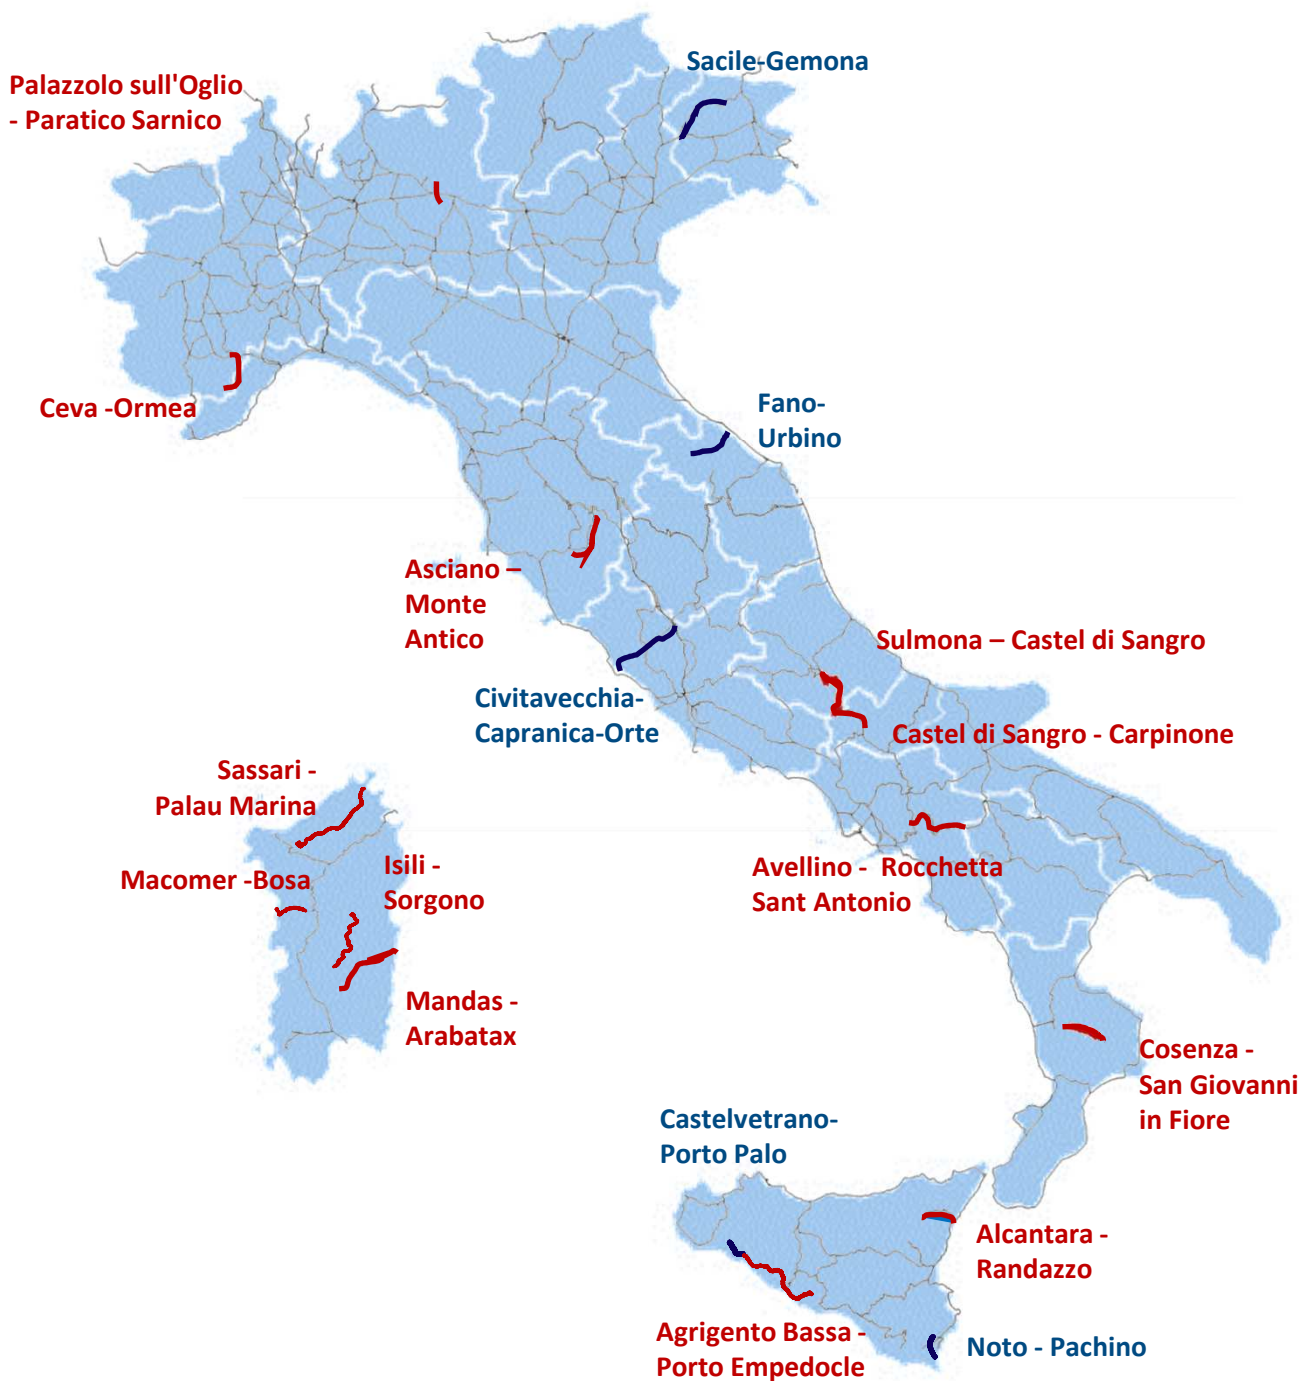 Sacile-Gemona
Palazzolo sull'Oglio
- Paratico Sarnico
Ceva -Ormea
Fano-
Urbino
Asciano –
Monte
Antico
Sulmona – Castel di Sangro
Civitavecchia-
Capranica-Orte
Castel di Sangro - Carpinone
Sassari -
Palau Marina
Isili -
Sorgono
Macomer -Bosa
Avellino - Rocchetta
Sant Antonio
Mandas -
Arabatax
Cosenza -
San Giovanni
in Fiore
Castelvetrano-
Porto Palo
Alcantara -
Randazzo
Agrigento Bassa -
Porto Empedocle
Noto - Pachino